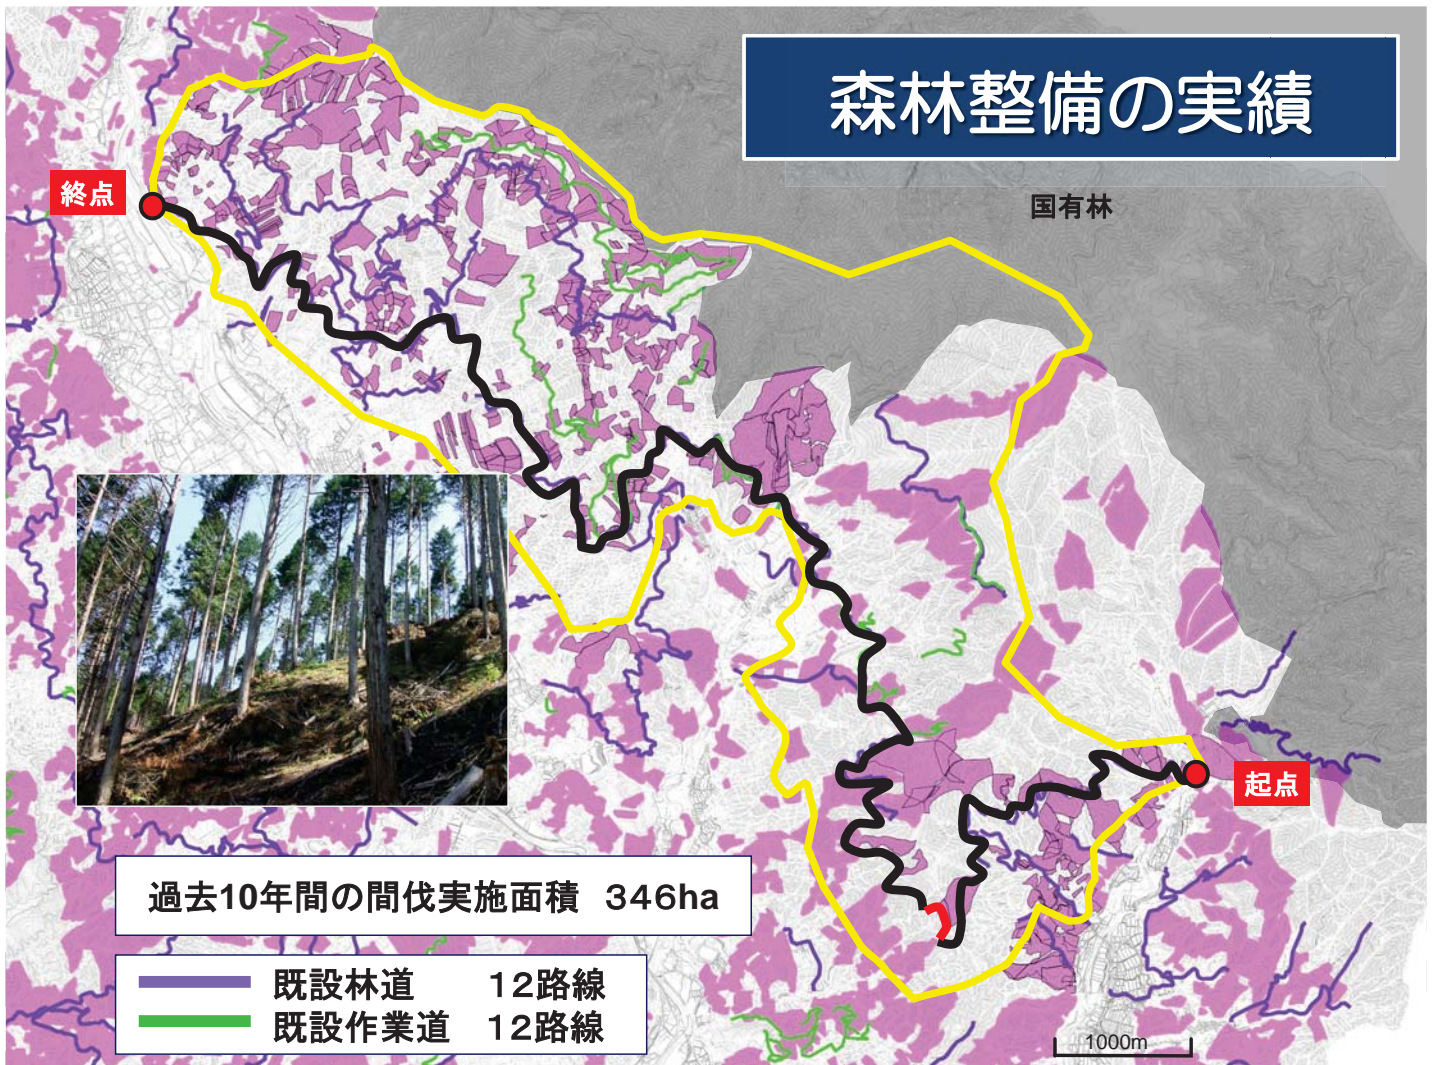 森林整備の実績
終点
国有林
起点
過去10年間の間伐実施面積 346ha
既設林道 12路線
既設作業道 12路線
1000m